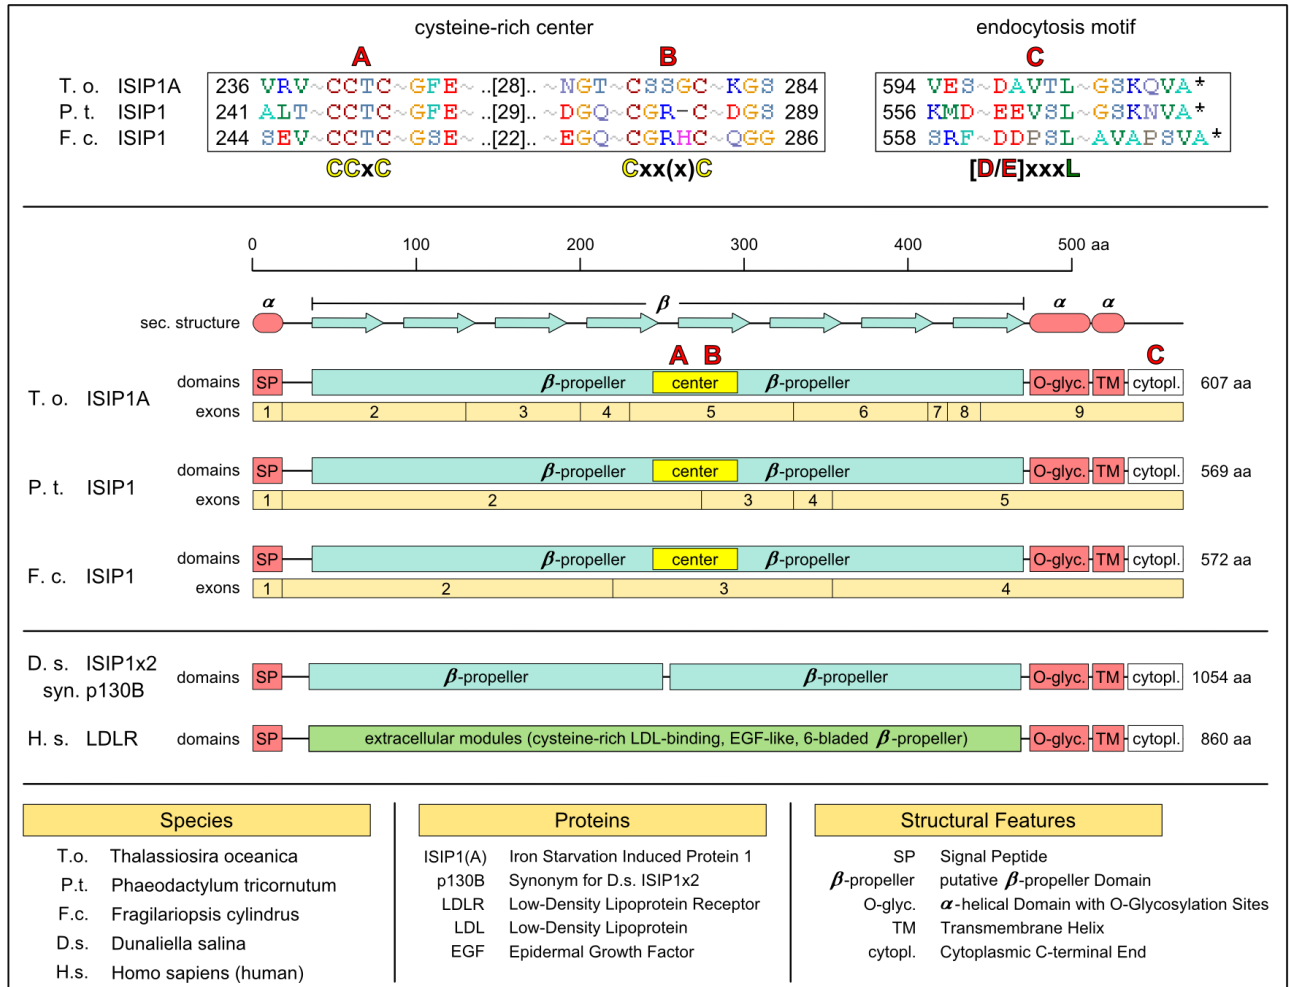 cysteine-rich center endocytosis motif
A B C
T. o. ISIP1A 236 VRV~CCTC~GFE~ ..[28].. ~NGT~CSSGC~KGS 284 594 VES~DAVTL~GSKQVA*
P. t. ISIP1 241 ALT~CCTC~GSE~ ..[29].. ~DGQ~CGR-C~DGS 289 556 KMD~EEVSL~GSKNVA*
F. c. ISIP1 244 SEV~CCTC~GSE~ ..[22].. ~EGQ~CGRHC~QGG 286 558 SRF~DDPSL~AVAPSVA*
CCxC Cxx(x)C [D/E]xxxL
0 100 200 300 400 500 aa
α β α α
sec. structure
A B C
T. o. ISIP1A domains SP β-propeller center β-propeller O-glyc. TM cytopl. 607 aa
exons 1 2 3 4 5 6 7 8 9
P. t. ISIP1 domains SP β-propeller center β-propeller O-glyc. TM cytopl. 569 aa
exons 1 2 3 4 5
F. c. ISIP1 domains SP β-propeller center β-propeller O-glyc. TM cytopl. 572 aa
exons 1 2 3 4
D. s. ISIP1x2
syn. p130B domains SP β-propeller β-propeller O-glyc. TM cytopl. 1054 aa
H. s. LDLR domains SP extracellular modules (cysteine-rich LDL-binding, EGF-like, 6-bladed β-propeller) O-glyc. TM cytopl. 860 aa
Species
T.o. Thalassiosira oceanica
P.t. Phaeodactylum tricornutum
F.c. Fragilariopsis cylindrus
D.s. Dunaliella salina
H.s. Homo sapiens (human)
Proteins
ISIP1(A) Iron Starvation Induced Protein 1
p130B Synonym for D.s. ISIP1x2
LDLR Low-Density Lipoprotein Receptor
LDL Low-Density Lipoprotein
EGF Epidermal Growth Factor
Structural Features
SP Signal Peptide
β-propeller putative β-propeller Domain
O-glyc. α-helical Domain with O-Glycosylation Sites
TM Transmembrane Helix
cytopl. Cytoplasmic C-terminal End